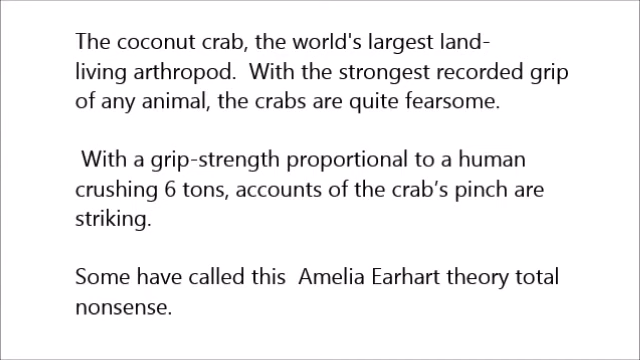 The coconut crab, the world's largest land-
living arthropod.  With the strongest recorded grip
of any animal, the crabs are quite fearsome.
With a grip-strength proportional to a human
crushing 6 tons, accounts of the crab’s pinch are
striking.
Some have called this  Amelia Earhart theory total
nonsense.